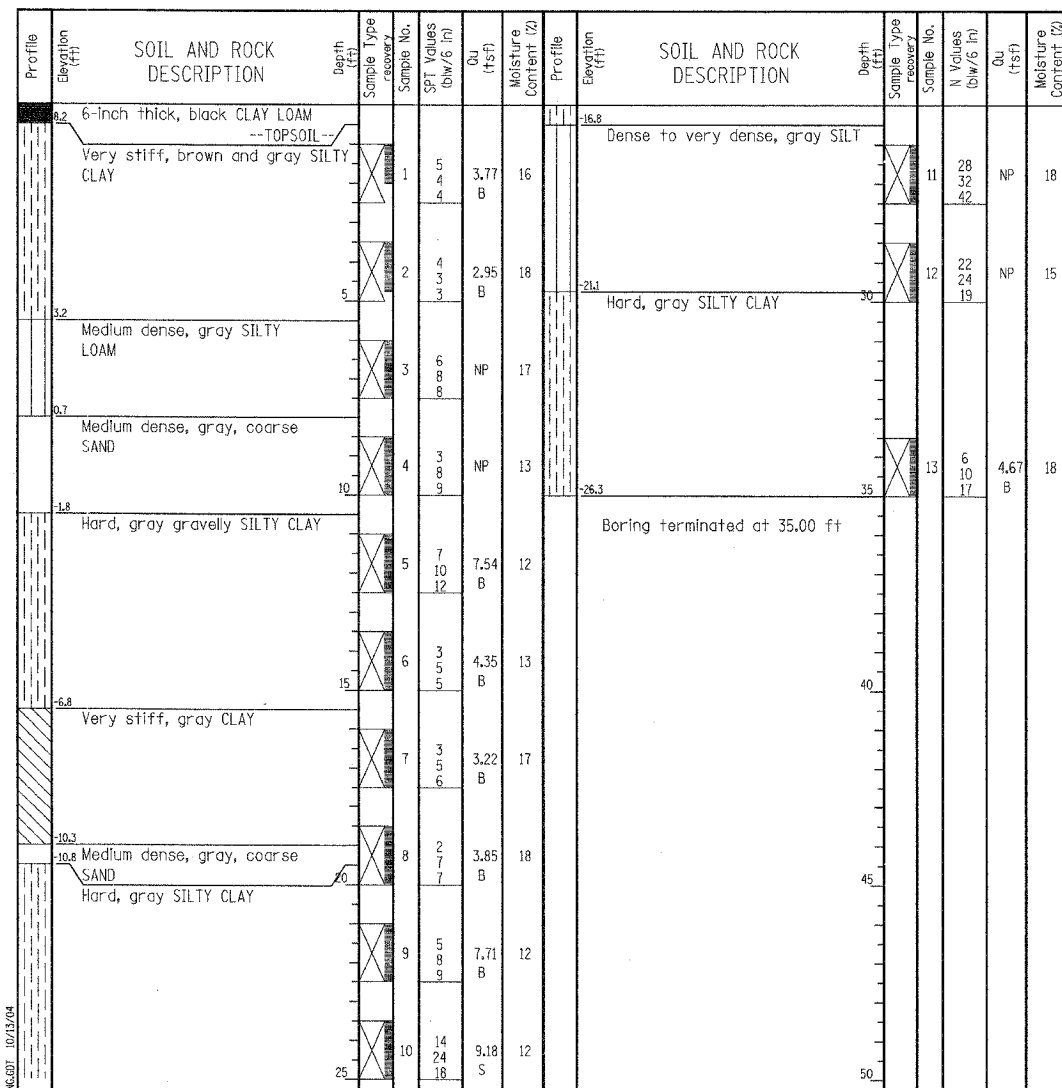 Profile
Elevation (ft)
SOIL AND ROCK
DESCRIPTION
Depth (ft)
Sample Type
recovery
Sample No.
SPT Values
(blw/6 in)
Qu
(tsf)
Moisture
Content (%)
8.2 6-inch thick, black CLAY LOAM
--TOPSOIL--
Very stiff, brown and gray SILTY
CLAY
1 5 4 4 3.77 B 16
2 4 3 3 2.95 B 18
5
3.2
Medium dense, gray SILTY
LOAM
3 6 8 8 NP 17
0.7
Medium dense, gray, coarse
SAND
4 3 8 9 NP 13
10
-1.8
Hard, gray gravelly SILTY CLAY
5 7 10 12 7.54 B 12
6 3 5 5 4.35 B 13
15
-6.8
Very stiff, gray CLAY
7 3 5 6 3.22 B 17
-10.3
-10.8 Medium dense, gray, coarse
SAND
8 2 7 7 3.85 B 18
20
Hard, gray SILTY CLAY
9 5 8 9 7.71 B 12
10 14 24 18 9.18 S 12
25
Profile
Elevation (ft)
SOIL AND ROCK
DESCRIPTION
Depth (ft)
Sample Type
recovery
Sample No.
N Values
(blw/6 in)
Qu
(tsf)
Moisture
Content (%)
-16.8
Dense to very dense, gray SILT
11 28 32 42 NP 18
12 22 24 19 NP 15
-21.1
30
Hard, gray SILTY CLAY
13 6 10 17 4.67 B 18
-26.3
35
Boring terminated at 35.00 ft
40
45
50
NG.GDT 10/13/04